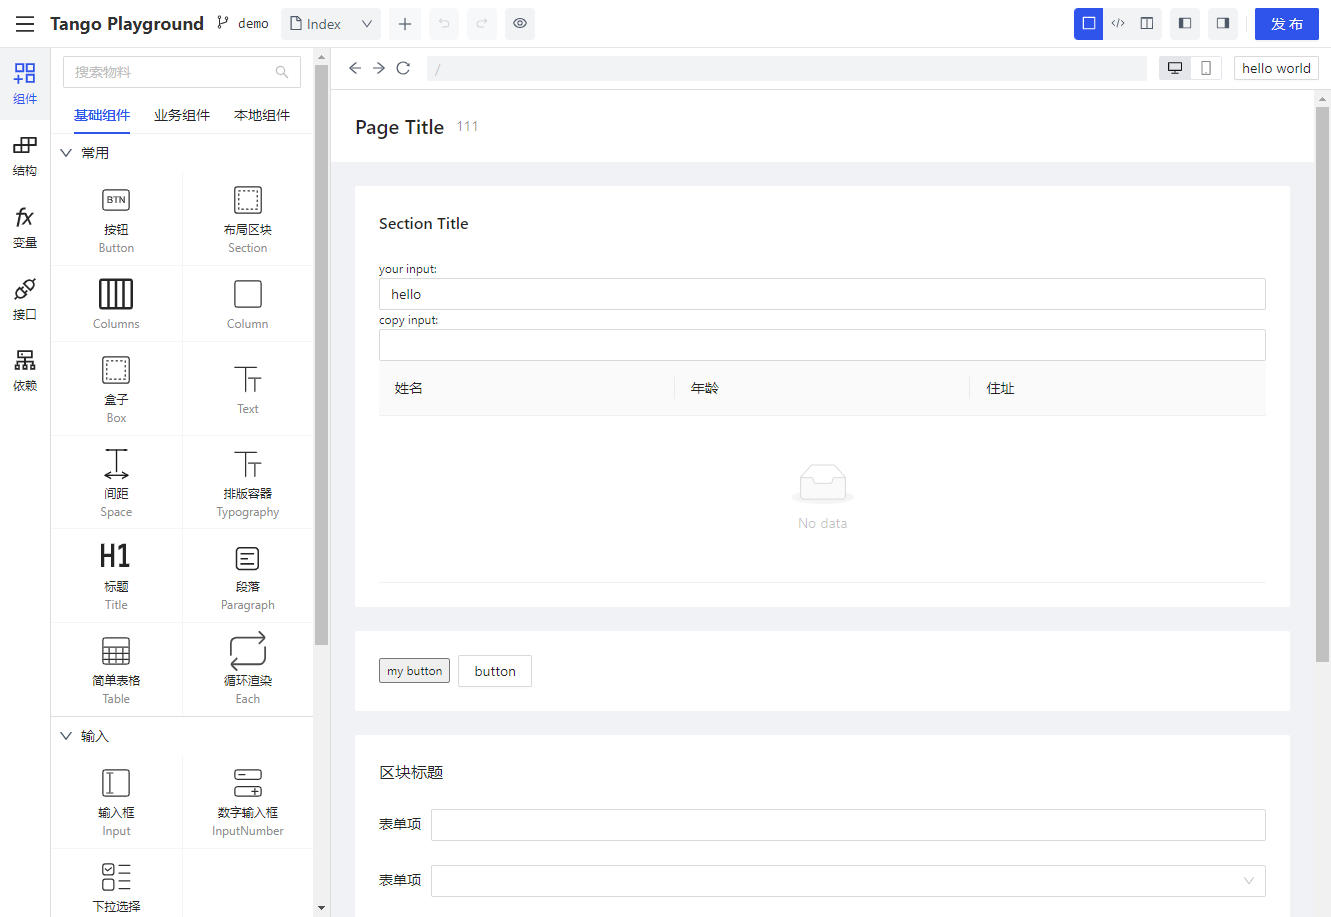 Tango Playground
demo
Index
发 布
组件
结构
变量
接口
依赖
搜索物料
基础组件
业务组件
本地组件
常用
BTN
按钮
Button
布局区块
Section
Columns
Column
盒子
Box
Text
间距
Space
排版容器
Typography
H1
标题
Title
段落
Paragraph
简单表格
Table
循环渲染
Each
输入
输入框
Input
数字输入框
InputNumber
下拉选择
/
hello world
Page Title 111
Section Title
your input:
hello
copy input:
姓名 年龄 住址
No data
my button
button
区块标题
表单项
表单项